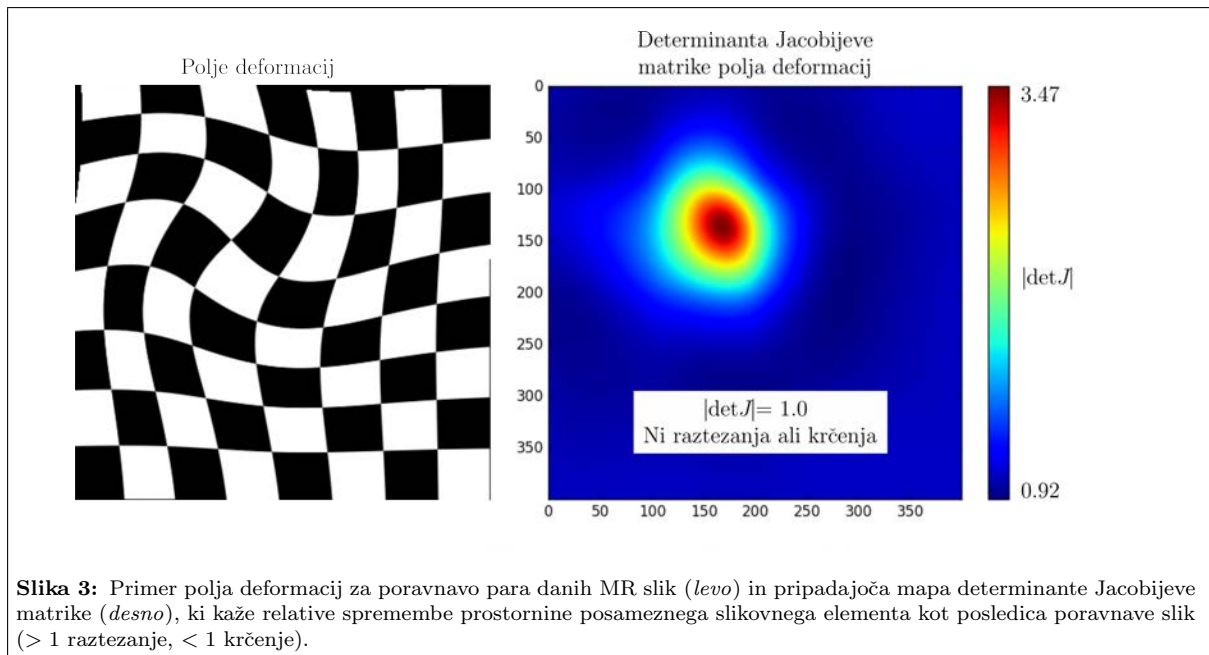 Polje deformacij
Determinanta Jacobijeve
matrike polja deformacij
0
50
100
150
200
250
300
350
0 50 100 150 200 250 300 350
|detJ|= 1.0
Ni raztezanja ali krčenja
3.47
|detJ|
0.92
Slika 3: Primer polja deformacij za poravnavo para danih MR slik (levo) in pripadajoča mapa determinante Jacobijeve
matrike (desno), ki kaže relative spremembe prostornine posameznega slikovnega elementa kot posledica poravnave slik
(> 1 raztezanje, < 1 krčenje).